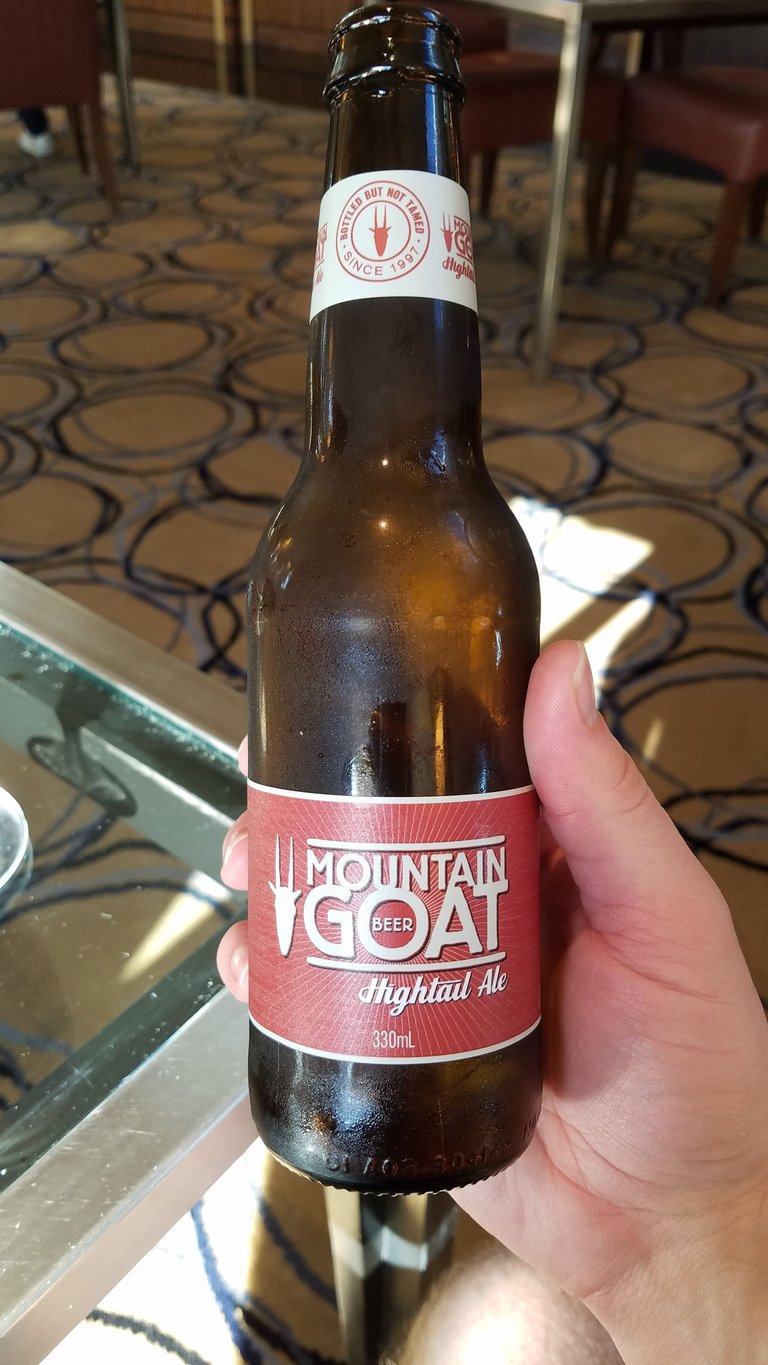 BOTTLED BUT NOT TAMED
SINCE 1997
MOUNTAIN
GOAT
BEER
Hightail Ale
330mL